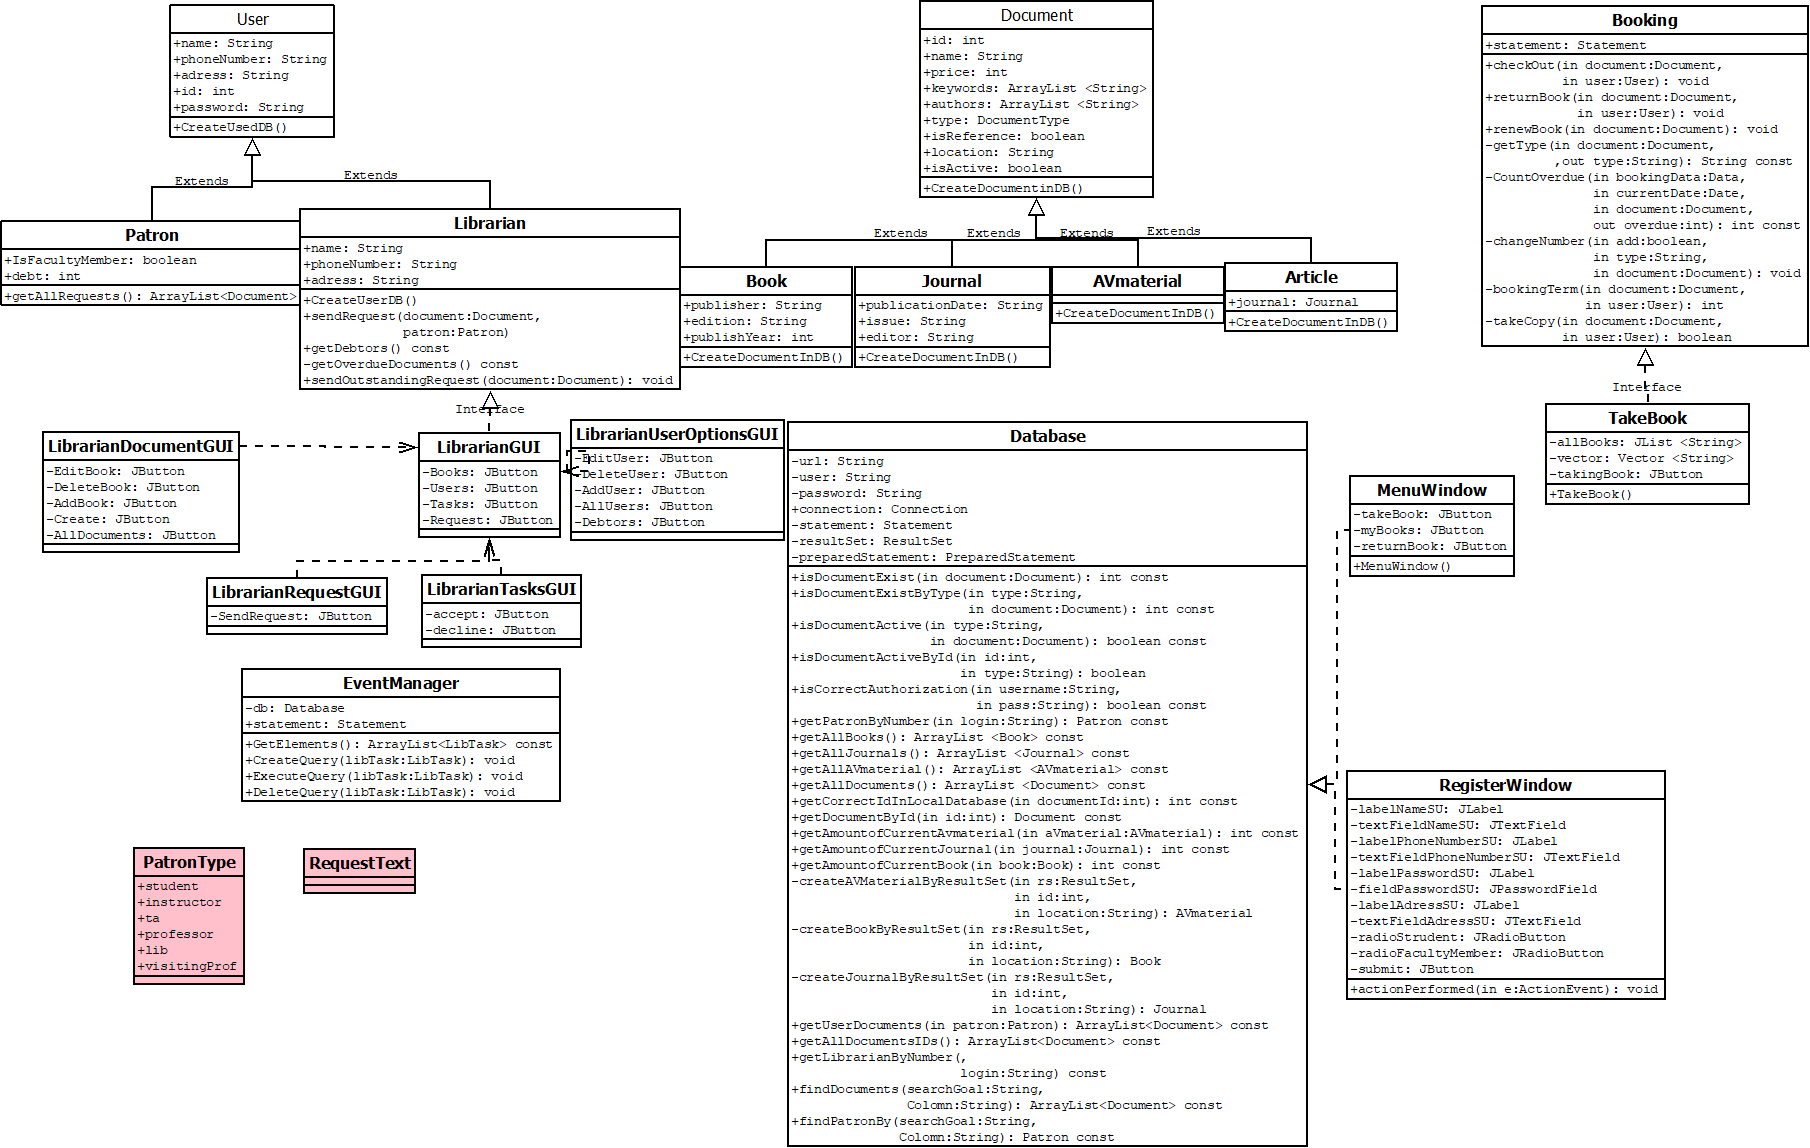 User
+name: String
+phoneNumber: String
+adress: String
+id: int
+password: String
+CreateUsedDB()
Extends
Extends
Patron
+IsFacultyMember: boolean
+debt: int
+getAllRequests(): ArrayList<Document>
Librarian
+name: String
+phoneNumber: String
+adress: String
+CreateUserDB()
+sendRequest(document:Document,
patron:Patron)
+getDebtors() const
-getOverdueDocuments() const
+sendOutstandingRequest(document:Document): void
Document
+id: int
+name: String
+price: int
+keywords: ArrayList <String>
+authors: ArrayList <String>
+type: DocumentType
+isReference: boolean
+location: String
+isActive: boolean
+CreateDocumentinDB()
Extends
Extends
Extends
Extends
Book
+publisher: String
+edition: String
+publishYear: int
+CreateDocumentInDB()
Journal
+publicationDate: String
+issue: String
+editor: String
+CreateDocumentInDB()
AVmaterial
+CreateDocumentInDB()
Article
+journal: Journal
+CreateDocumentInDB()
Booking
+statement: Statement
+checkOut(in document:Document,
in user:User): void
+returnBook(in document:Document,
in user:User): void
+renewBook(in document:Document): void
-getType(in document:Document,
,out type:String): String const
-CountOverdue(in bookingData:Data,
in currentDate:Date,
in document:Document,
out overdue:int): int const
-changeNumber(in add:boolean,
in type:String,
in document:Document): void
-bookingTerm(in document:Document,
in user:User): int
-takeCopy(in document:Document,
in user:User): boolean
Interface
TakeBook
-allBooks: JList <String>
-vector: Vector <String>
-takingBook: JButton
+TakeBook()
Interface
LibrarianDocumentGUI
-EditBook: JButton
-DeleteBook: JButton
-AddBook: JButton
-Create: JButton
-AllDocuments: JButton
LibrarianGUI
-Books: JButton
-Users: JButton
-Tasks: JButton
-Request: JButton
LibrarianUserOptionsGUI
-EditUser: JButton
-DeleteUser: JButton
-AddUser: JButton
-AllUsers: JButton
-Debtors: JButton
LibrarianRequestGUI
-SendRequest: JButton
LibrarianTasksGUI
-accept: JButton
-decline: JButton
EventManager
-db: Database
+statement: Statement
+GetElements(): ArrayList<LibTask> const
+CreateQuery(libTask:LibTask): void
+ExecuteQuery(libTask:LibTask): void
+DeleteQuery(libTask:LibTask): void
PatronType
+student
+instructor
+ta
+professor
+lib
+visitingProf
RequestText
Database
-url: String
-user: String
-password: String
+connection: Connection
-statement: Statement
-resultSet: ResultSet
-preparedStatement: PreparedStatement
+isDocumentExist(in document:Document): int const
+isDocumentExistByType(in type:String,
in document:Document): int const
+isDocumentActive(in type:String,
in document:Document): boolean const
+isDocumentActiveById(in id:int,
in type:String): boolean
+isCorrectAuthorization(in username:String,
in pass:String): boolean const
+getPatronByNumber(in login:String): Patron const
+getAllBooks(): ArrayList <Book> const
+getAllJournals(): ArrayList <Journal> const
+getAllAVmaterial(): ArrayList <AVmaterial> const
+getAllDocuments(): ArrayList <Document> const
+getCorrectIdInLocalDatabase(in documentId:int): int const
+getDocumentById(in id:int): Document const
+getAmountofCurrentAvmaterial(in aVmaterial:AVmaterial): int const
+getAmountofCurrentJournal(in journal:Journal): int const
+getAmountofCurrentBook(in book:Book): int const
-createAVMaterialByResultSet(in rs:ResultSet,
in id:int,
in location:String): AVmaterial
-createBookByResultSet(in rs:ResultSet,
in id:int,
in location:String): Book
-createJournalByResultSet(in rs:ResultSet,
in id:int,
in location:String): Journal
+getUserDocuments(in patron:Patron): ArrayList<Document> const
+getAllDocumentsIDs(): ArrayList<Document> const
+getLibrarianByNumber(,
login:String) const
+findDocuments(searchGoal:String,
Colomn:String): ArrayList<Document> const
+findPatronBy(searchGoal:String,
Colomn:String): Patron const
MenuWindow
-takeBook: JButton
-myBooks: JButton
-returnBook: JButton
+MenuWindow()
RegisterWindow
-labelNameSU: JLabel
-textFieldNameSU: JTextField
-labelPhoneNumberSU: JLabel
-textFieldPhoneNumberSU: JTextField
-labelPasswordSU: JLabel
-fieldPasswordSU: JPasswordField
-labelAdressSU: JLabel
-textFieldAdressSU: JTextField
-radioStrudent: JRadioButton
-radioFacultyMember: JRadioButton
-submit: JButton
+actionPerformed(in e:ActionEvent): void